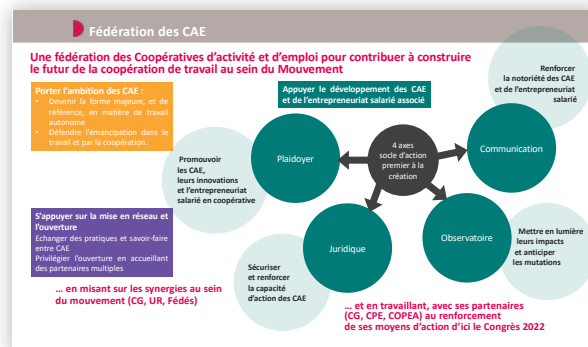 Fédération des CAE
Une fédération des Coopératives d'activité et d'emploi pour contribuer à construire
le futur de la coopération de travail au sein du Mouvement
Porter l'ambition des CAE :
• Devenir la forme majeure, et de
référence, en matière de travail
autonome
• Défendre l'émancipation dans le
travail et par la coopération.
Appuyer le développement des CAE
et de l'entrepreneuriat salarié associé
Renforcer
la notoriété des CAE
et de l'entrepreneuriat
salarié
Promouvoir
les CAE,
leurs innovations
et l'entrepreneuriat
salarié en coopérative
Plaidoyer
4 axes
socle d'action
premier à la
création
Communication
S'appuyer sur la mise en réseau et
l'ouverture
Echanger des pratiques et savoir-faire
entre CAE
Privilégier l'ouverture en accueillant
des partenaires multiples
Sécuriser
et renforcer
la capacité
d'action des CAE
Juridique
Observatoire
Mettre en lumière
leurs impacts
et anticiper
les mutations
... en misant sur les synergies au sein
du mouvement (CG, UR, Fédés)
... et en travaillant, avec ses partenaires
(CG, CPE, COPEA) au renforcement
de ses moyens d'action d'ici le Congrès 2022